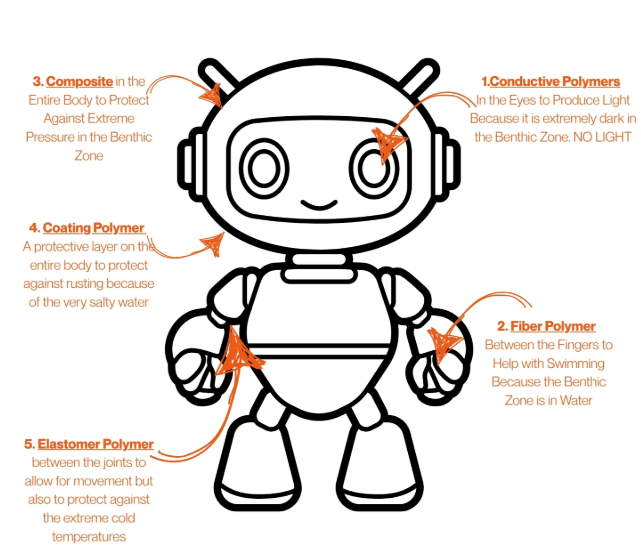 3. Composite in the
Entire Body to Protect
Against Extreme
Pressure in the Benthic
Zone
1.Conductive Polymers
In the Eyes to Produce Light
Because it is extremely dark in
the Benthic Zone. NO LIGHT
4. Coating Polymer
A protective layer on the
entire body to protect
against rusting because
of the very salty water
2. Fiber Polymer
Between the Fingers to
Help with Swimming
Because the Benthic
Zone is in Water
5. Elastomer Polymer
between the joints to
allow for movement but
also to protect against
the extreme cold
temperatures